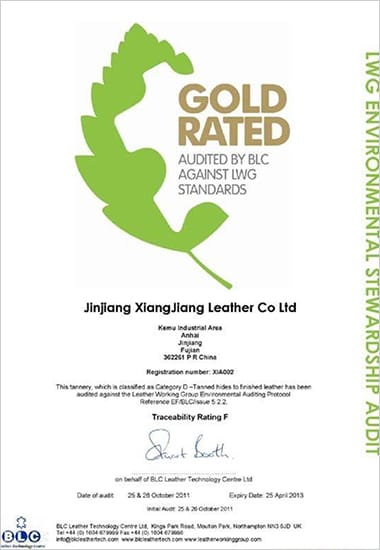 GOLD
RATED
AUDITED BY BLC
AGAINST LWG
STANDARDS
LWG ENVIRONMENTAL STEWARDSHIP AUDIT
Jinjiang XiangJiang Leather Co Ltd
Kemu Industrial Area
Anhai
Jinjiang
Fujian
362261 P R China
Registration number: XIA002
This tannery, which is classified as Category D –Tanned hides to finished leather has been
audited against the Leather Working Group Environmental Auditing Protocol
Reference EF/BLC/Issue 5.2.2.
Traceability Rating F
Stuart Booth
on behalf of BLC Leather Technology Centre Ltd
Date of audit: 25 & 26 October 2011 Expiry Date: 25 April 2013
Initial Audit: 25 & 26 October 2011
BLC
BLC Leather Technology Centre Ltd, Kings Park Road, Moulton Park, Northampton NN3 6JD UK
Tel +44 (0) 1604 679999 Fax +44 (0) 1604 679998
info@blcleathertech.com www.blcleathertech.com www.leatherworkinggroup.com